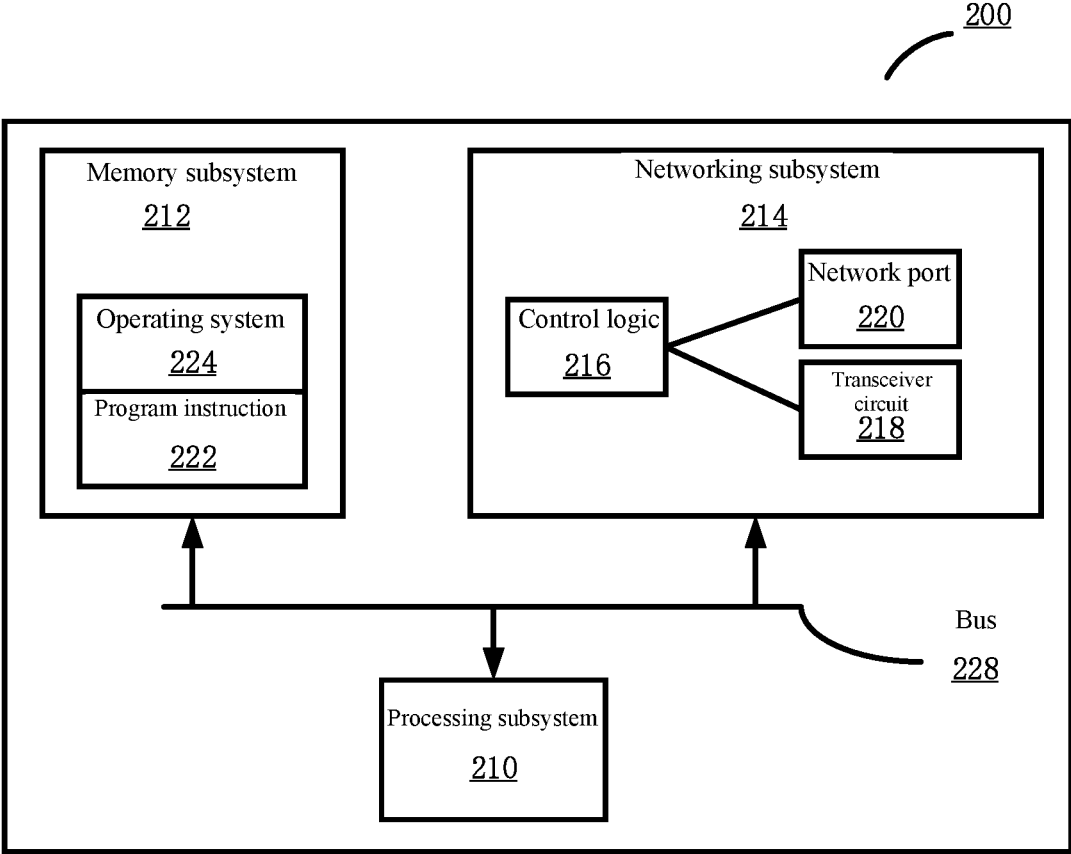 200
Memory subsystem
212
Operating system
224
Program instruction
222
Networking subsystem
214
Control logic
216
Network port
220
Transceiver
circuit
218
Bus
228
Processing subsystem
210